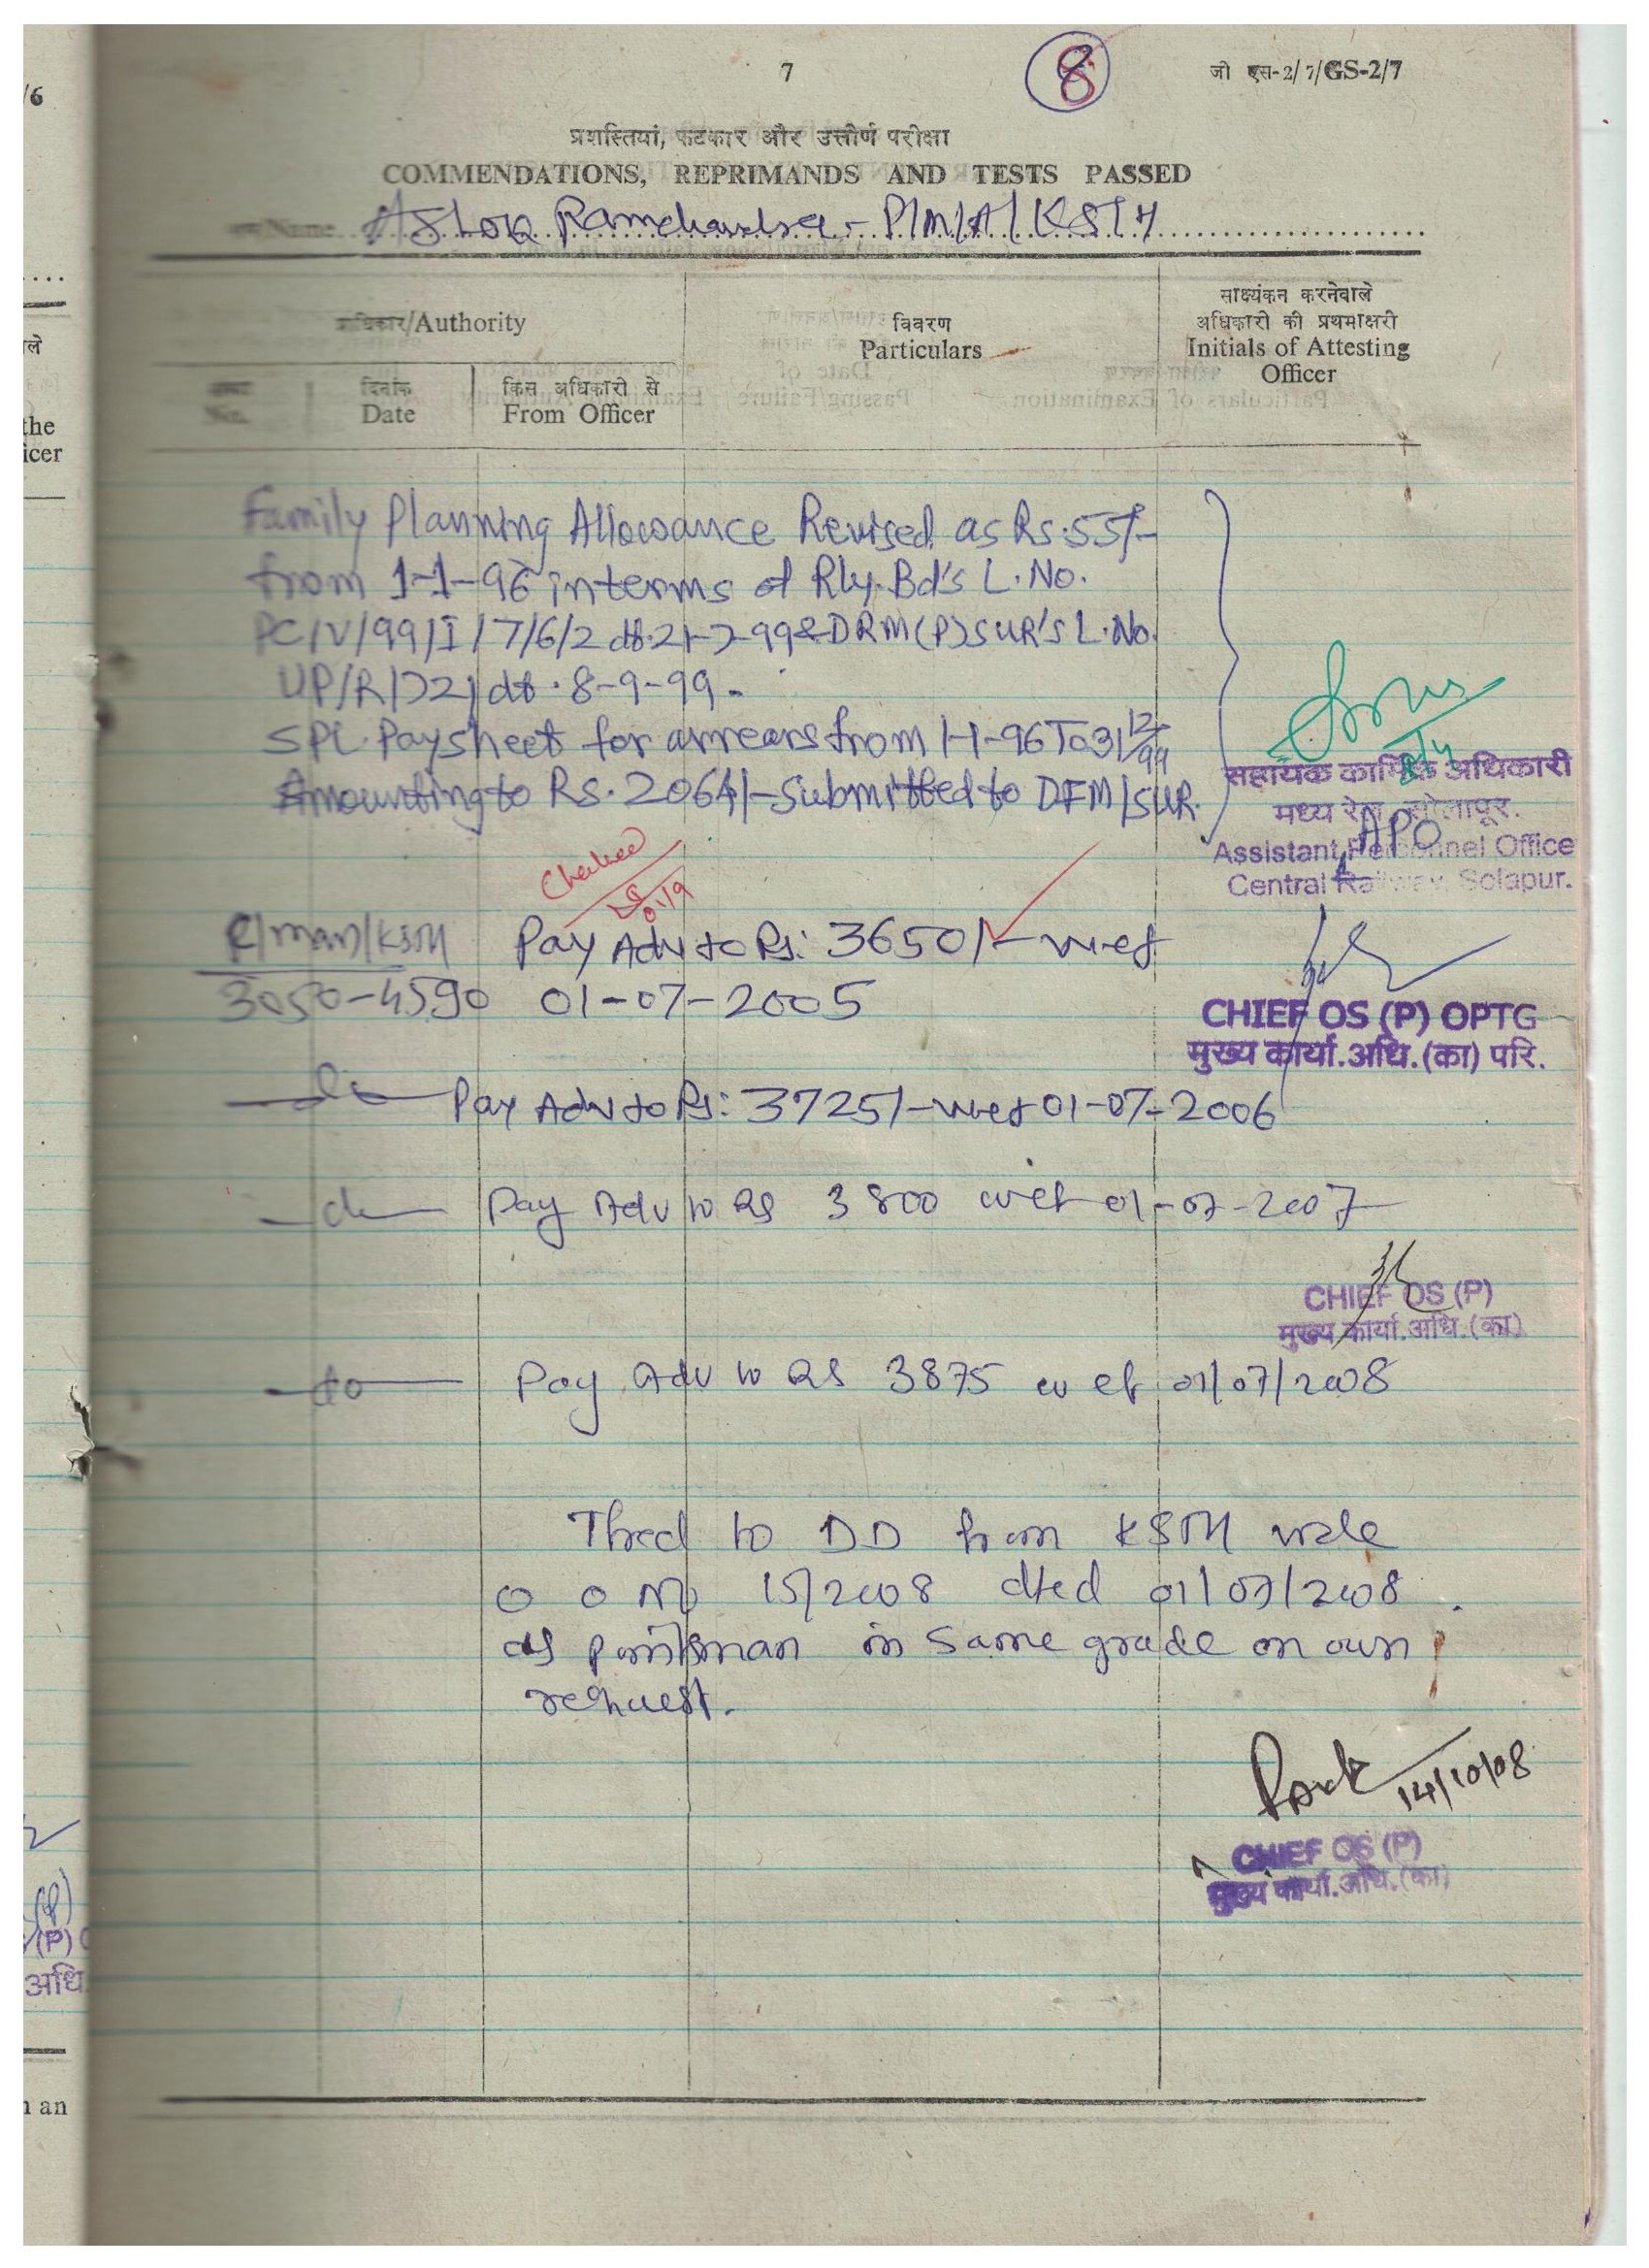 /6
7
8
जी एस-2/7/GS-2/7
प्रशस्तियां, फटकार और उत्तीर्ण परीक्षा
COMMENDATIONS, REPRIMANDS AND TESTS PASSED
नाम/Name Ashok Ramchandra - P/M/A/KSTH
प्राधिकार/Authority
विवरण
Particulars
साक्ष्यंकन करनेवाले
अधिकारी की प्रथमाक्षरी
Initials of Attesting
Officer
No.
दिनांक
Date
किस अधिकारी से
From Officer
ले
the
icer
Family Planning Allowance Revised as Rs. 55/-
from 1-1-96 interms of Rly. Bd's L. No.
PC/V/99/I/7/6/2 dt. 21-7-99 & DRM(P)SUR'S L. No.
UP/R/721 dt. 8-9-99.
SPL. Paysheet for arrears from 1-1-96 To 31/12/99
Amounting to Rs. 2064/- Submitted to DFM/SUR.
सहायक कार्मिक अधिकारी
मध्य रेल, सोलापूर.
APO
Assistant Personnel Office
Central Railway, Solapur.
Checked
P/man/KSTH Pay Adv to Rs: 3650/- wef
3050-4590 01-07-2005
CHIEF OS (P) OPTG
मुख्य कार्या.अधि.(का) परि.
Pay Adv to Rs: 3725/- wef 01-07-2006
-do- Pay Adv to Rs 3800 wef 01-07-2007
CHIEF OS (P)
मुख्य कार्या.अधि.(का)
-do- Pay Adv to Rs 3875 wef 01/07/2008
Tfred to DD from KSTH vide
O O No 15/2008 dted 01/07/2008.
as pointsman in same grade on own
request.
14/10/08
CHIEF OS (P)
मुख्य कार्या.अधि.(का)
(P)
अधि
n an